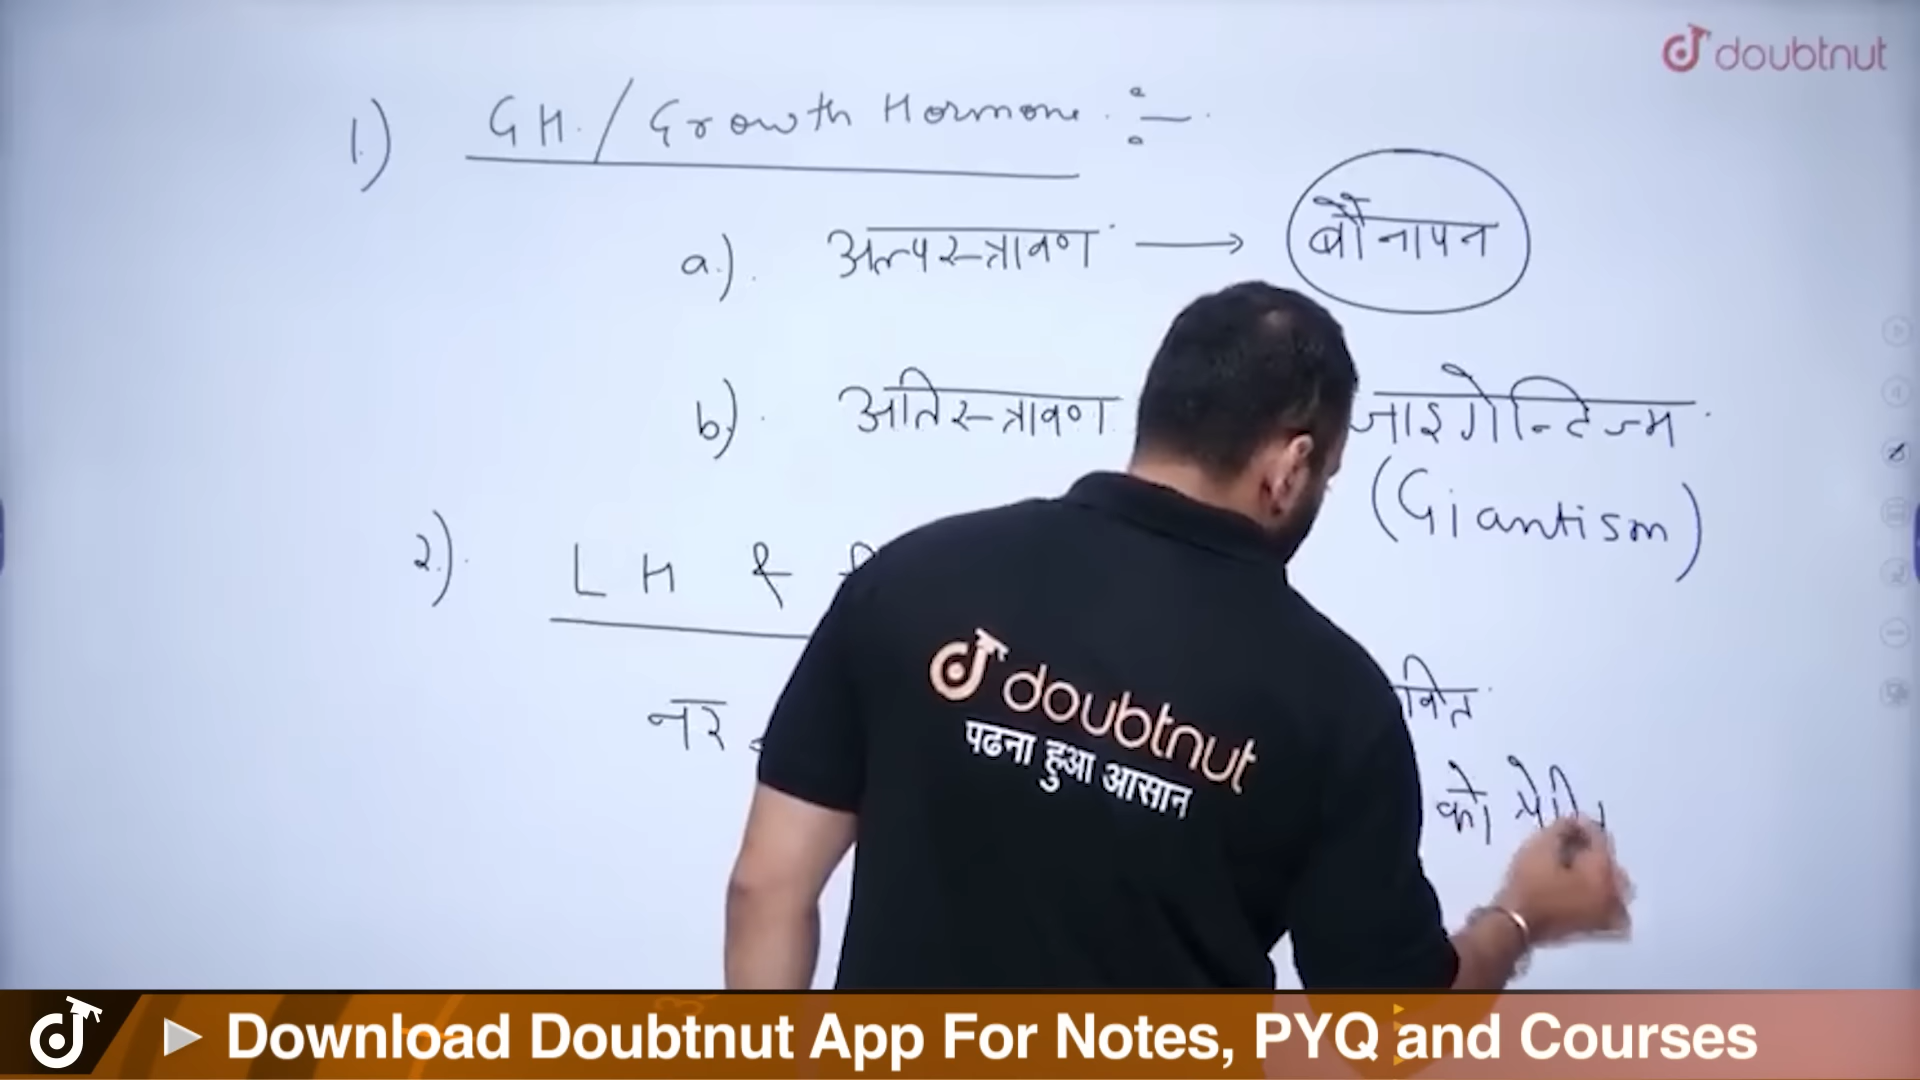 doubtnut
1.) GH. / Growth Hormone :-
a.) अल्पस्त्रावण → बौनापन
b.) अतिस्त्रावण जाइगेन्टिज्म
(Giantism)
2.) LH &
नर
को
doubtnut
पढना हुआ आसान
Download Doubtnut App For Notes, PYQ and Courses